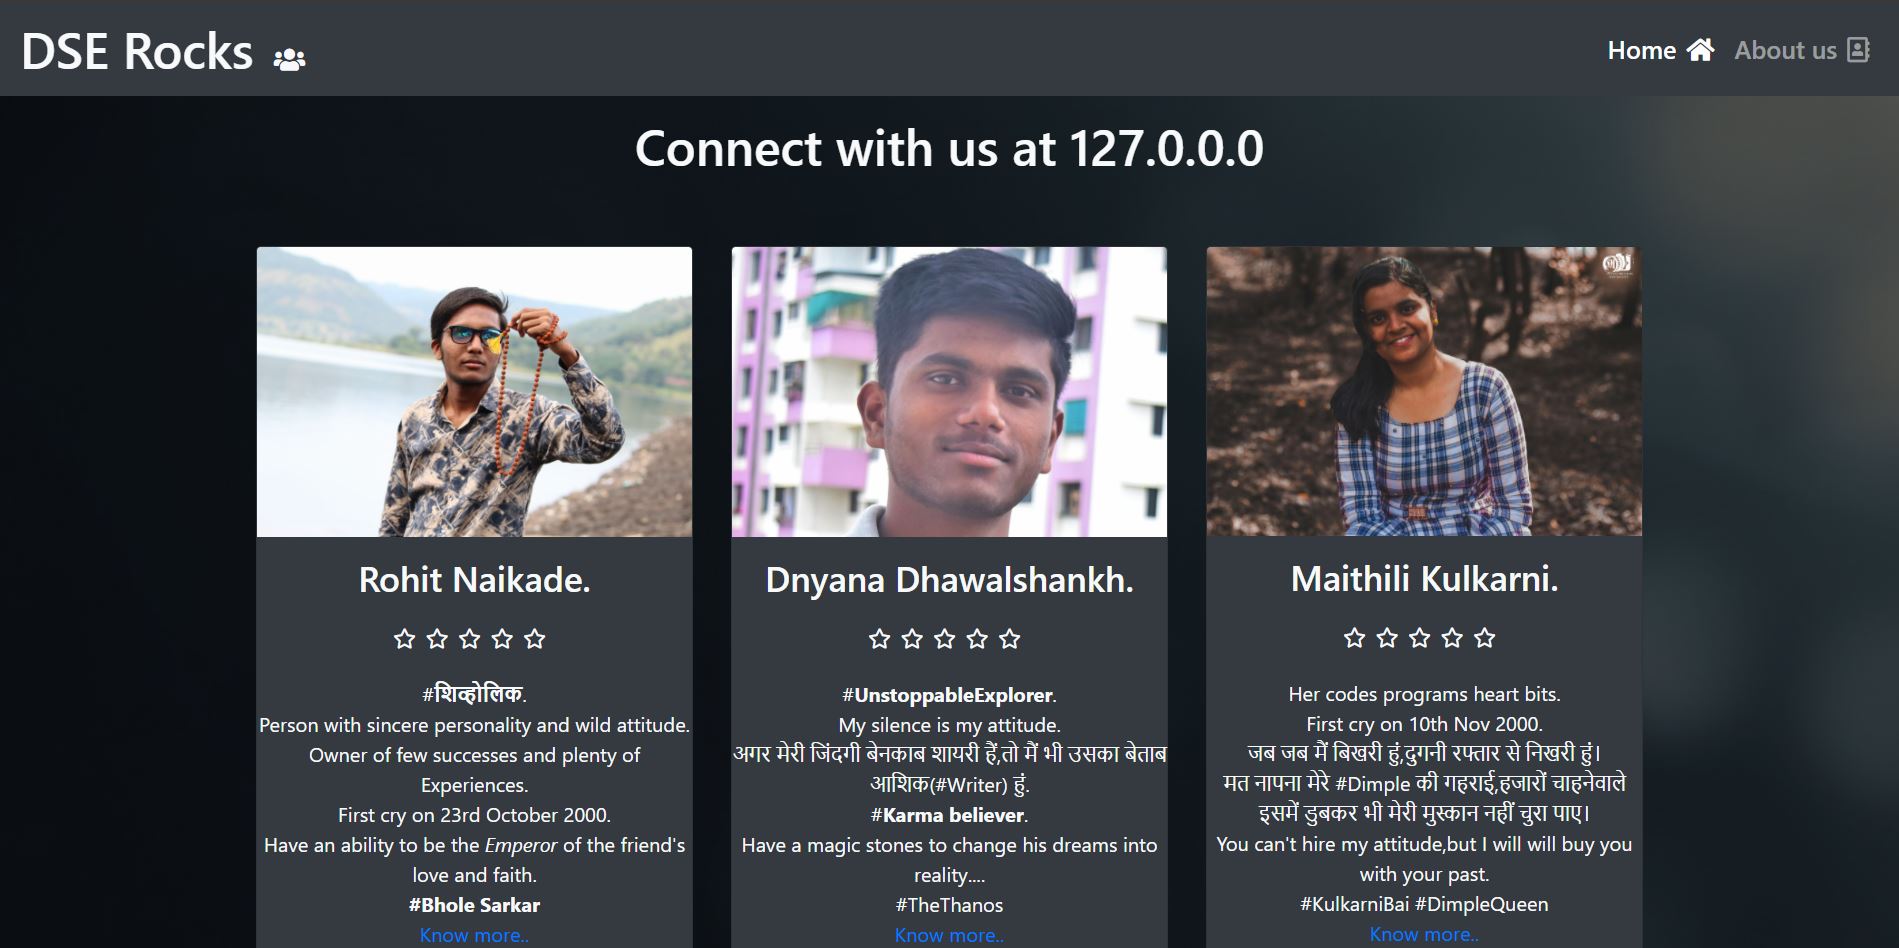 DSE Rocks
Home About us
Connect with us at 127.0.0.0
Rohit Naikade.
#शिव्होलिक.
Person with sincere personality and wild attitude.
Owner of few successes and plenty of
Experiences.
First cry on 23rd October 2000.
Have an ability to be the Emperor of the friend's
love and faith.
#Bhole Sarkar
Know more..
Dnyana Dhawalshankh.
#UnstoppableExplorer.
My silence is my attitude.
अगर मेरी जिंदगी बेनकाब शायरी हैं,तो मैं भी उसका बेताब
आशिक(#Writer) हुं.
#Karma believer.
Have a magic stones to change his dreams into
reality....
#TheThanos
Know more..
Maithili Kulkarni.
Her codes programs heart bits.
First cry on 10th Nov 2000.
जब जब मैं बिखरी हुं,दुगनी रफ्तार से निखरी हुं।
मत नापना मेरे #Dimple की गहराई,हजारों चाहनेवाले
इसमें डुबकर भी मेरी मुस्कान नहीं चुरा पाए।
You can't hire my attitude,but I will will buy you
with your past.
#KulkarniBai #DimpleQueen
Know more..